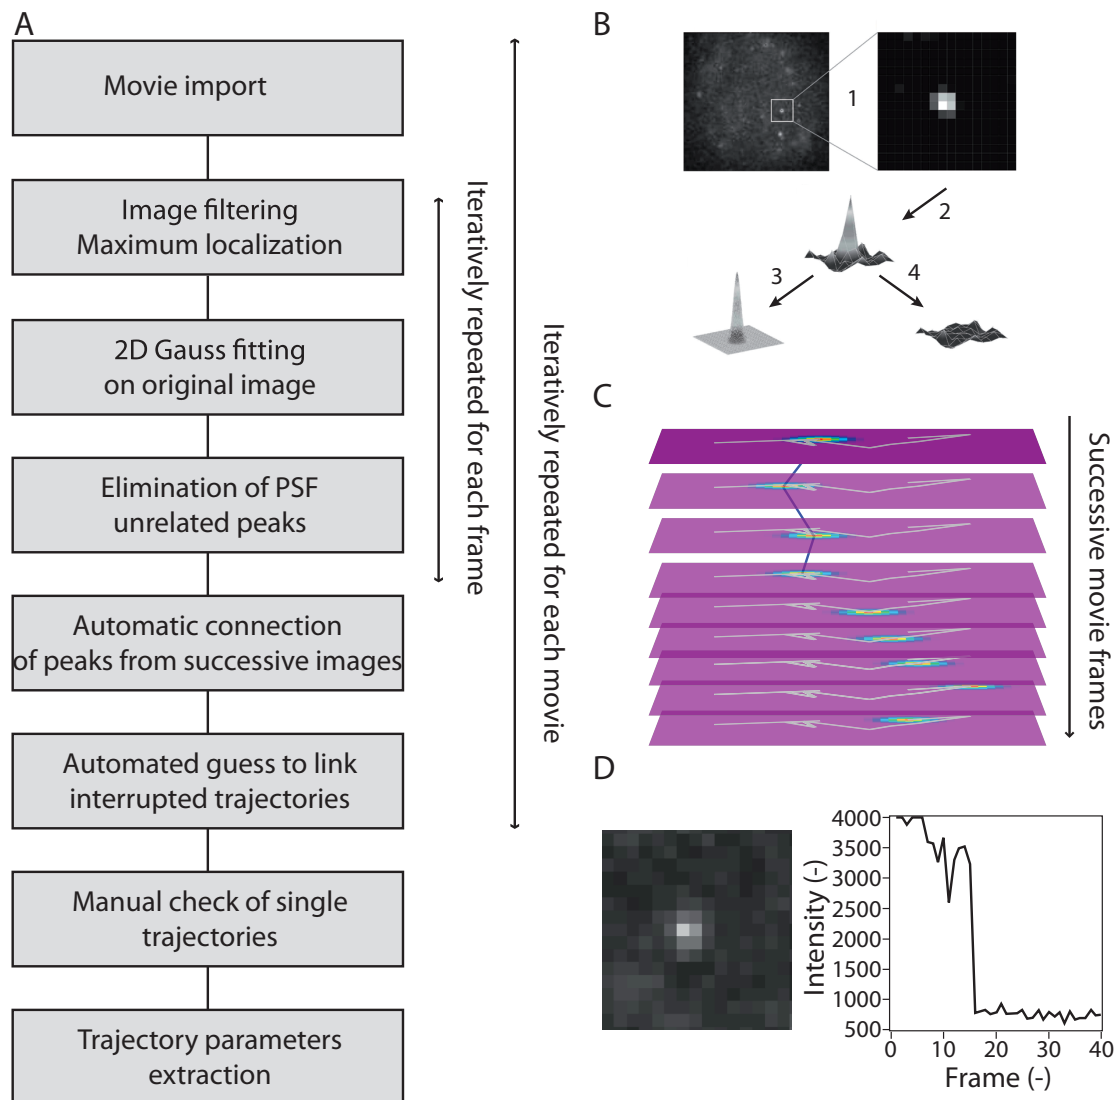 A
Movie import
Image filtering
Maximum localization
2D Gauss fitting
on original image
Elimination of PSF
unrelated peaks
Automatic connection
of peaks from successive images
Automated guess to link
interrupted trajectories
Manual check of single
trajectories
Trajectory parameters
extraction
Iteratively repeated for each frame
Iteratively repeated for each movie
B
1
2
3
4
C
Successive movie frames
D
Intensity (-)
4000
3500
3000
2500
2000
1500
1000
500
0
10
20
30
40
Frame (-)